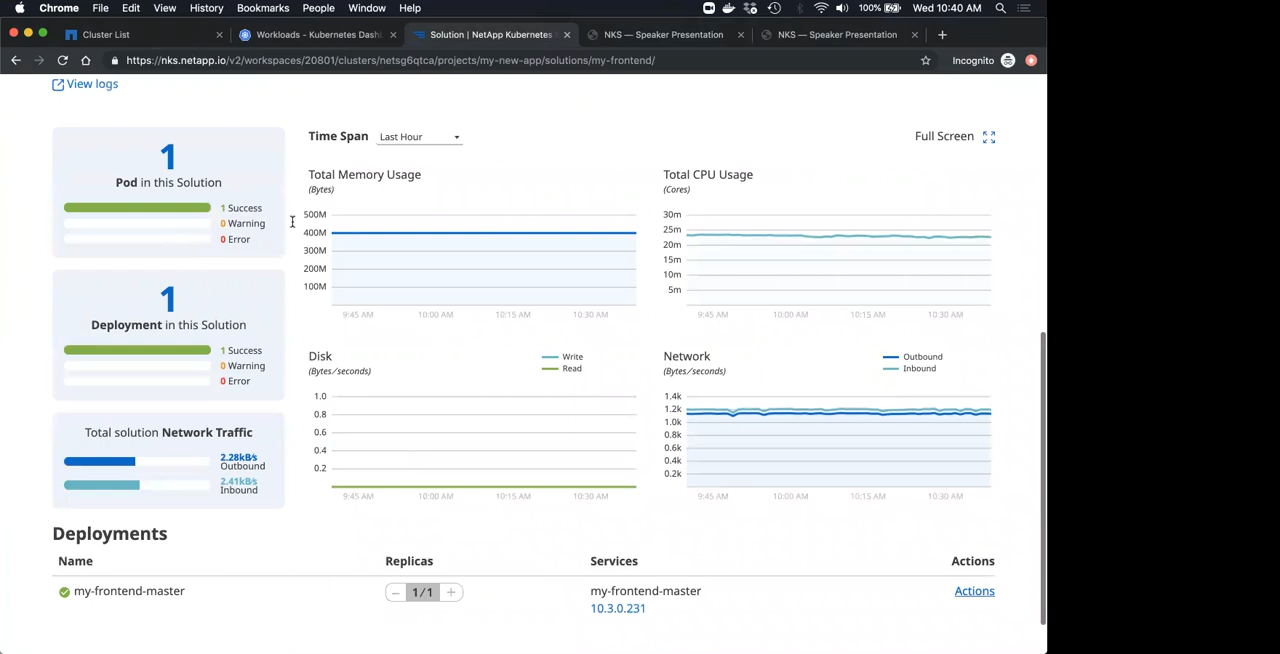 Chrome File Edit View History Bookmarks People Window Help 100% Wed 10:40 AM
Cluster List Workloads - Kubernetes Dashb Solution | NetApp Kubernetes NKS — Speaker Presentation NKS — Speaker Presentation
https://nks.netapp.io/v2/workspaces/20801/clusters/netsg6qtca/projects/my-new-app/solutions/my-frontend/ Incognito
View logs
1
Pod in this Solution
1 Success
0 Warning
0 Error
1
Deployment in this Solution
1 Success
0 Warning
0 Error
Total solution Network Traffic
2.28kB⁄s
Outbound
2.41kB⁄s
Inbound
Time Span Last Hour Full Screen
Total Memory Usage
(Bytes)
500M
400M
300M
200M
100M
9:45 AM 10:00 AM 10:15 AM 10:30 AM
Total CPU Usage
(Cores)
30m
25m
20m
15m
10m
5m
9:45 AM 10:00 AM 10:15 AM 10:30 AM
Disk
(Bytes/seconds)
Write
Read
1.0
0.8
0.6
0.4
0.2
9:45 AM 10:00 AM 10:15 AM 10:30 AM
Network
(Bytes/seconds)
Outbound
Inbound
1.4k
1.2k
1.0k
0.8k
0.6k
0.4k
0.2k
9:45 AM 10:00 AM 10:15 AM 10:30 AM
Deployments
Name Replicas Services Actions
my-frontend-master – 1/1 + my-frontend-master Actions
10.3.0.231